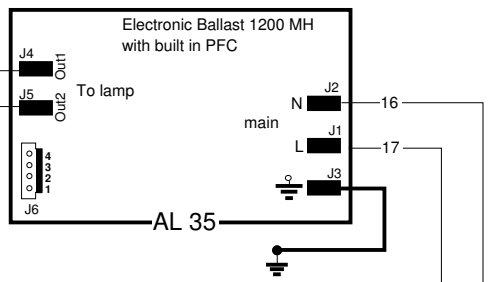 Electronic Ballast 1200 MH
with built in PFC
J4
Out1
J5
Out2
To lamp
J2
N
16
main
J1
L
17
J3
4
3
2
1
J6
AL 35